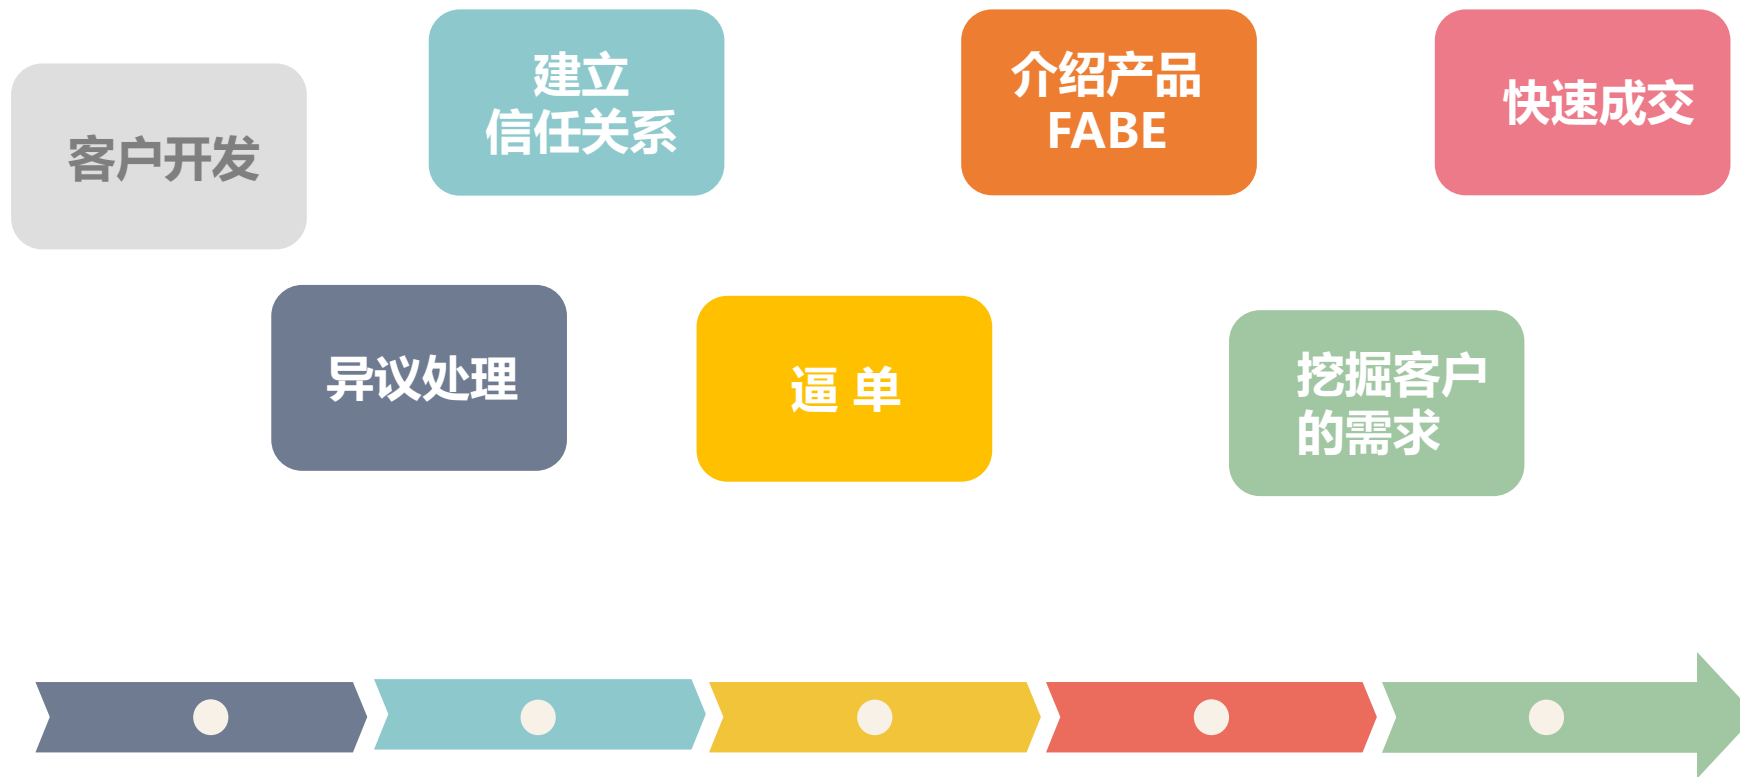 客户开发
建立
信任关系
介绍产品
FABE
快速成交
异议处理
逼 单
挖掘客户
的需求